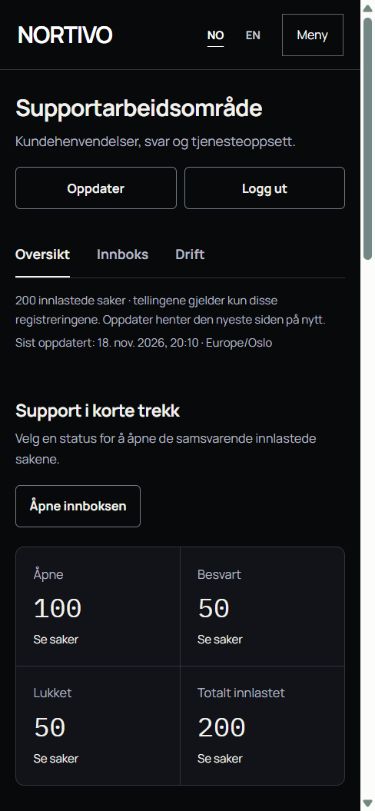 NORTIVO
NO EN Meny
Supportarbeidsområde
Kundehenvendelser, svar og tjenesteoppsett.
Oppdater Logg ut
Oversikt Innboks Drift
200 innlastede saker · tellingene gjelder kun disse
registreringene. Oppdater henter den nyeste siden på nytt.
Sist oppdatert: 18. nov. 2026, 20:10 · Europe/Oslo
Support i korte trekk
Velg en status for å åpne de samsvarende innlastede
sakene.
Åpne innboksen
Åpne Besvart
100 50
Se saker Se saker
Lukket Totalt innlastet
50 200
Se saker Se saker